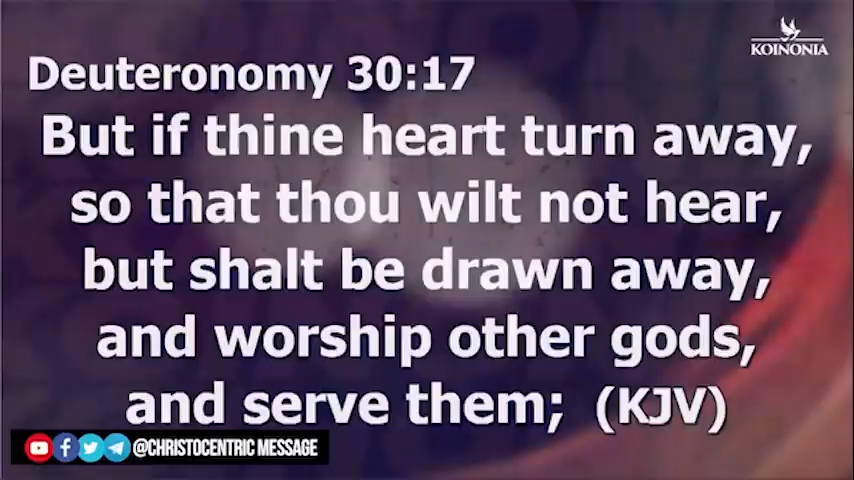 KOINONIA
Deuteronomy 30:17
But if thine heart turn away,
so that thou wilt not hear,
but shalt be drawn away,
and worship other gods,
and serve them; (KJV)
@CHRISTOCENTRIC MESSAGE